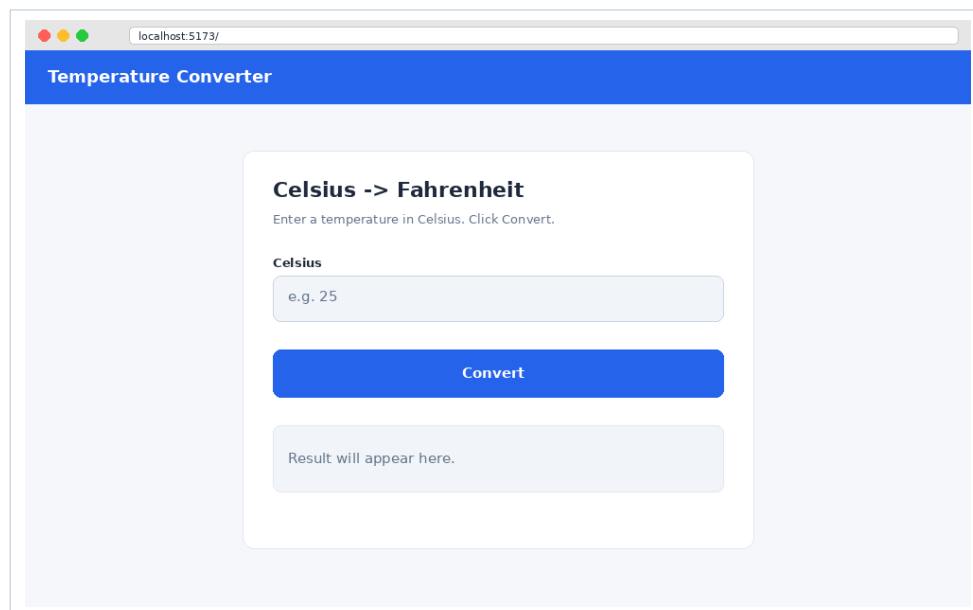 localhost:5173/
Temperature Converter
Celsius -> Fahrenheit
Enter a temperature in Celsius. Click Convert.
Celsius
e.g. 25
Convert
Result will appear here.